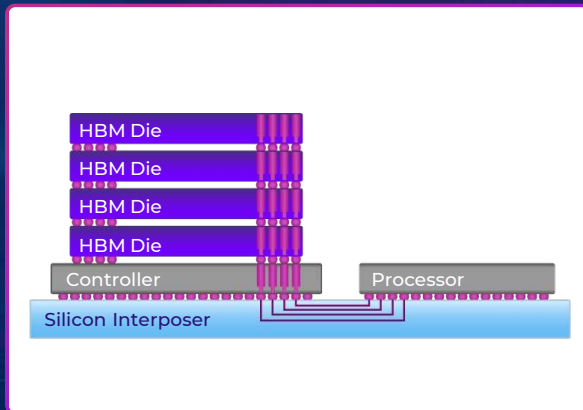 HBM Die
HBM Die
HBM Die
HBM Die
Controller
Processor
Silicon Interposer